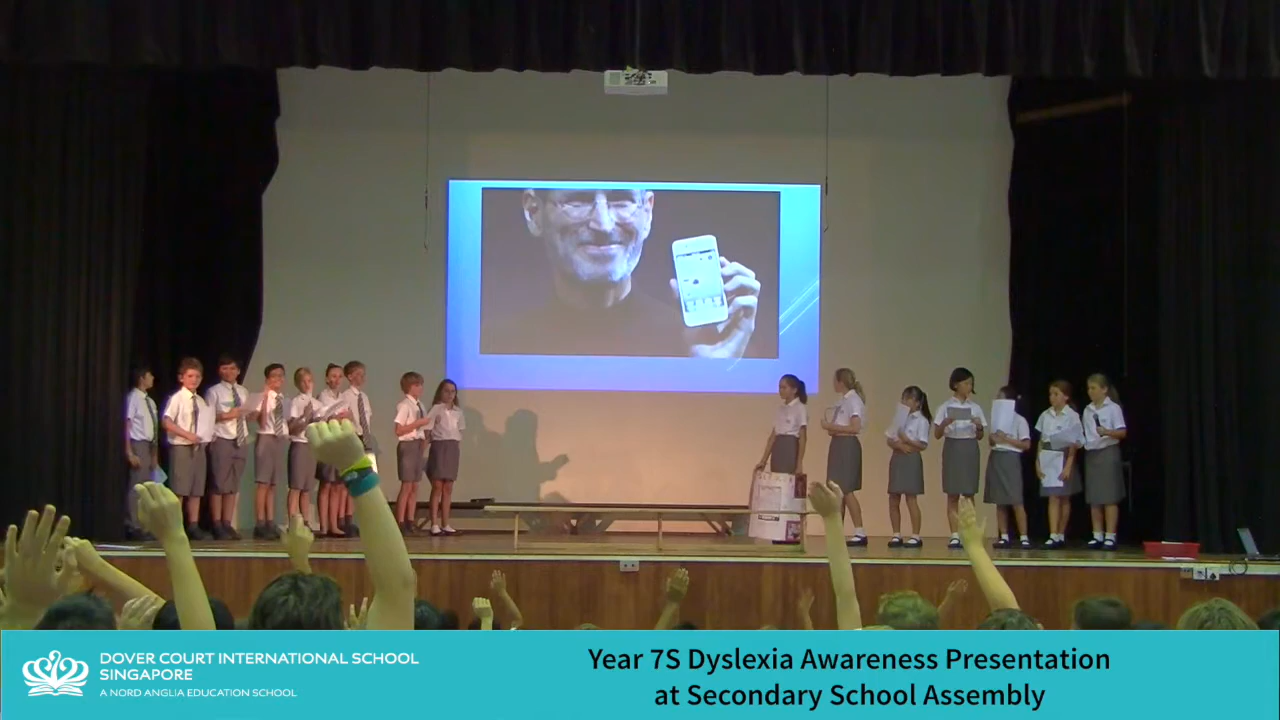 DOVER COURT INTERNATIONAL SCHOOL
SINGAPORE
A NORD ANGLIA EDUCATION SCHOOL
Year 7S Dyslexia Awareness Presentation
at Secondary School Assembly